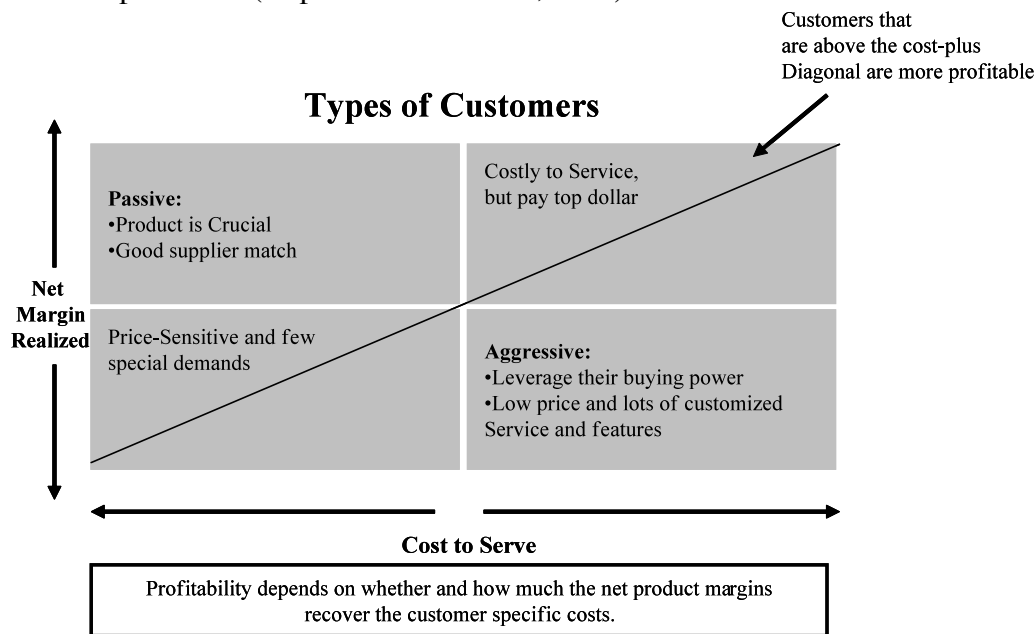 Customers that
are above the cost-plus
Diagonal are more profitable
Types of Customers
Passive:
•Product is Crucial
•Good supplier match
Costly to Service,
but pay top dollar
Net
Margin
Realized
Price-Sensitive and few
special demands
Aggressive:
•Leverage their buying power
•Low price and lots of customized
Service and features
Cost to Serve
Profitability depends on whether and how much the net product margins
recover the customer specific costs.